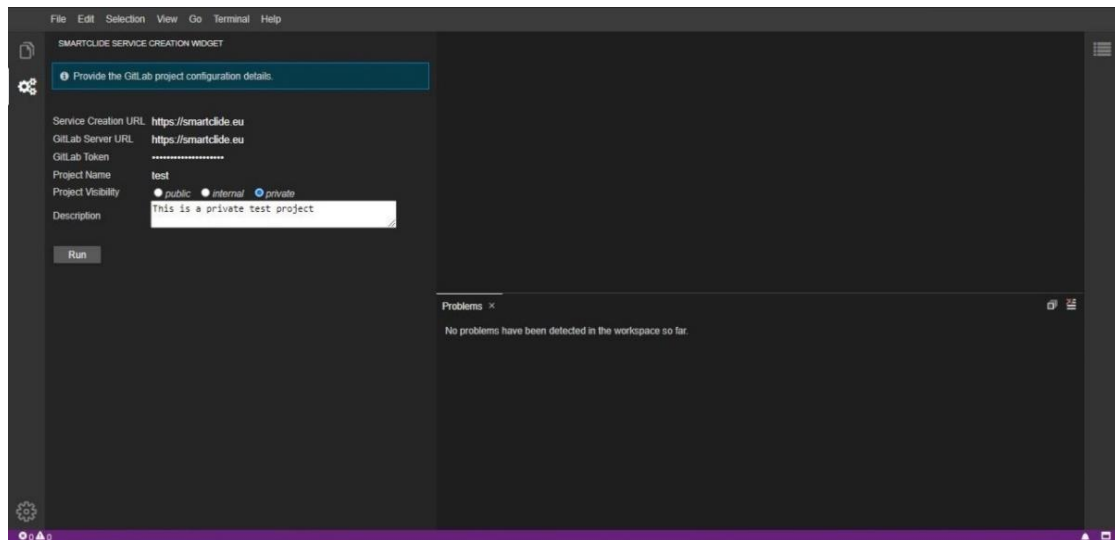 File Edit Selection View Go Terminal Help
SMARTCLIDE SERVICE CREATION WIDGET
Provide the GitLab project configuration details.
Service Creation URL https://smartclide.eu
GitLab Server URL https://smartclide.eu
GitLab Token ••••••••••••••••••••
Project Name test
Project Visibility public internal private
Description This is a private test project
Run
Problems ×
No problems have been detected in the workspace so far.
0 0